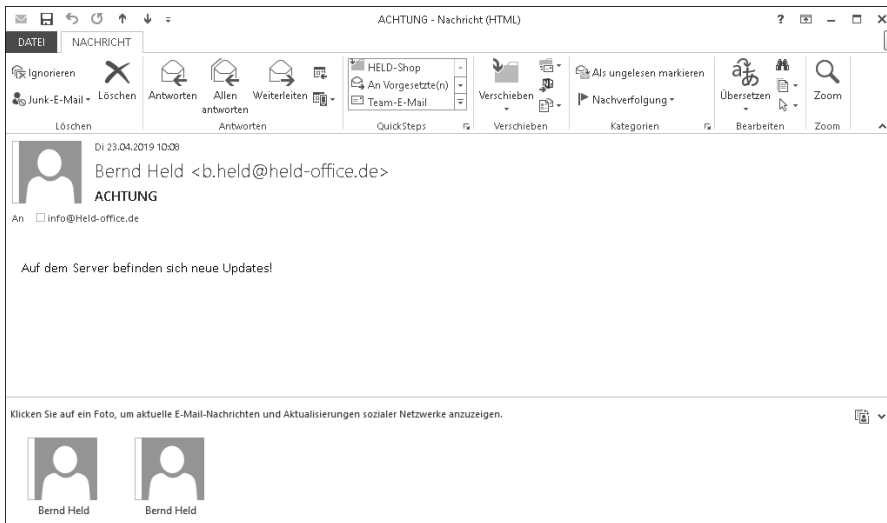 ACHTUNG - Nachricht (HTML)
?
DATEI NACHRICHT
Ignorieren
Junk-E-Mail
Löschen
Antworten
Allen antworten
Weiterleiten
HELD-Shop
An Vorgesetzte(n)
Team-E-Mail
Verschieben
Als ungelesen markieren
Nachverfolgung
Übersetzen
Zoom
Löschen Antworten QuickSteps Verschieben Kategorien Bearbeiten Zoom
Di 23.04.2019 10:08
Bernd Held <b.held@held-office.de>
ACHTUNG
An info@Held-office.de
Auf dem Server befinden sich neue Updates!
Klicken Sie auf ein Foto, um aktuelle E-Mail-Nachrichten und Aktualisierungen sozialer Netzwerke anzuzeigen.
Bernd Held Bernd Held